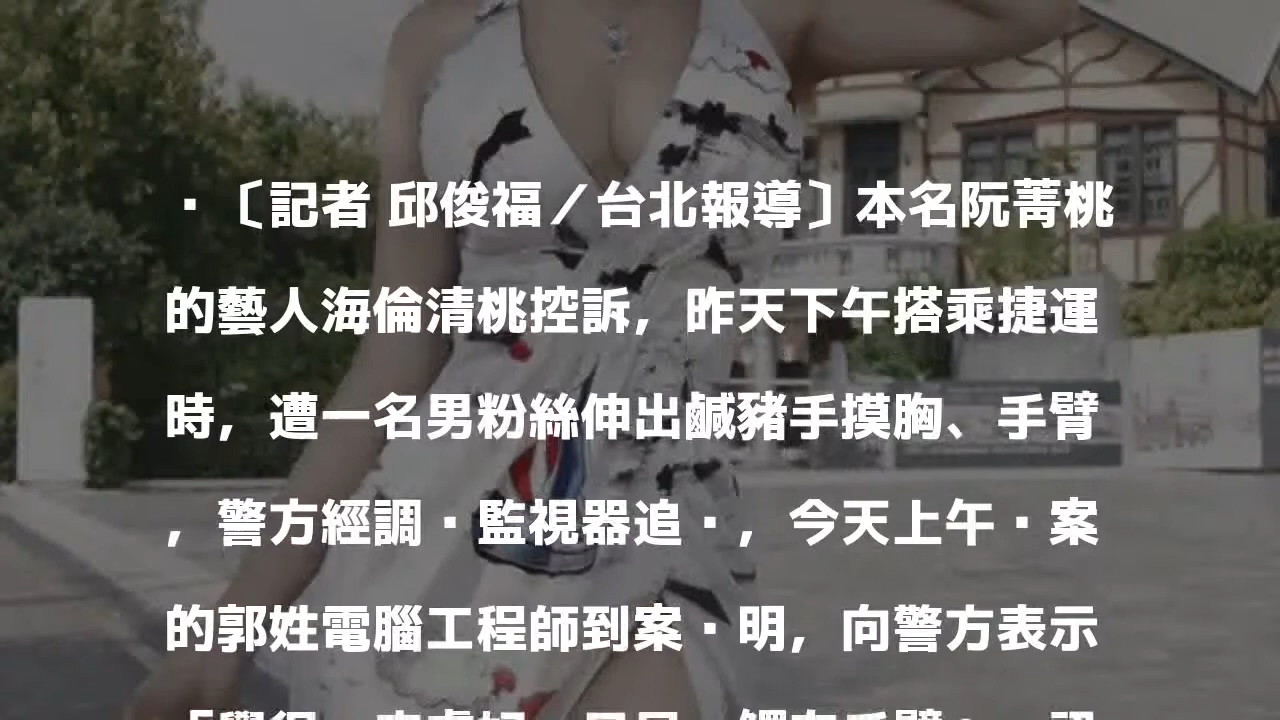 ▪〔記者 邱俊福／台北報導〕本名阮菁桃
的藝人海倫清桃控訴，昨天下午搭乘捷運
時，遭一名男粉絲伸出鹹豬手摸胸、手臂
，警方經調▪監視器追▪，今天上午▪案
的郭姓電腦工程師到案▪明，向警方表示